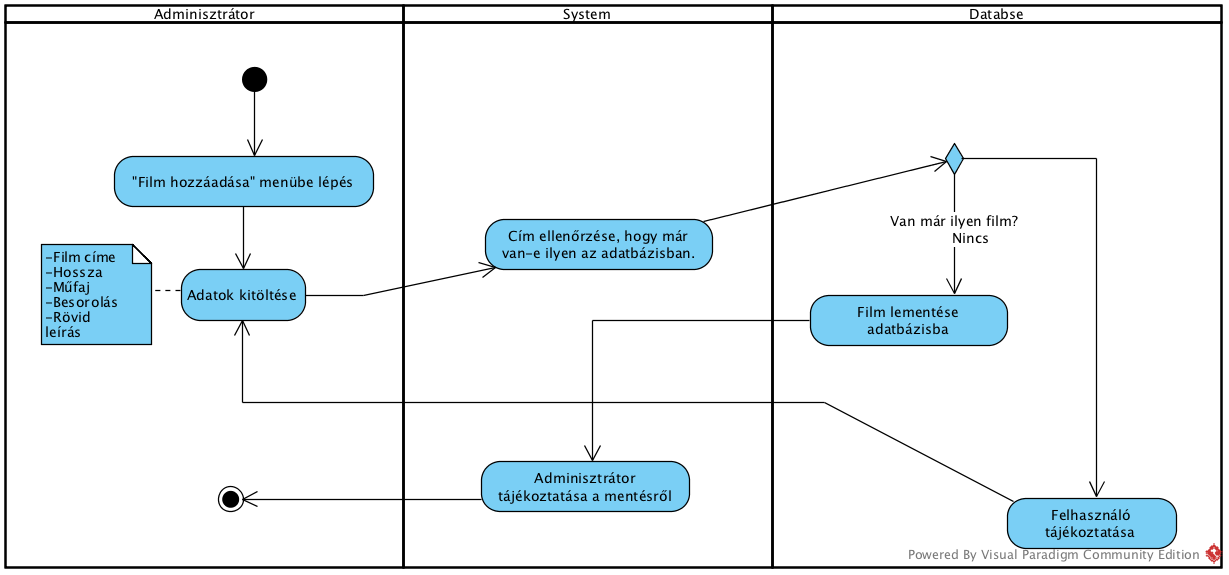 Adminisztrátor
System
Databse
"Film hozzáadása" menübe lépés
-Film címe
-Hossza
-Műfaj
-Besorolás
-Rövid
leírás
Adatok kitöltése
Cím ellenőrzése, hogy már
van-e ilyen az adatbázisban.
Van már ilyen film?
Nincs
Film lementése
adatbázisba
Adminisztrátor
tájékoztatása a mentésről
Felhasználó
tájékoztatása
Powered By Visual Paradigm Community Edition